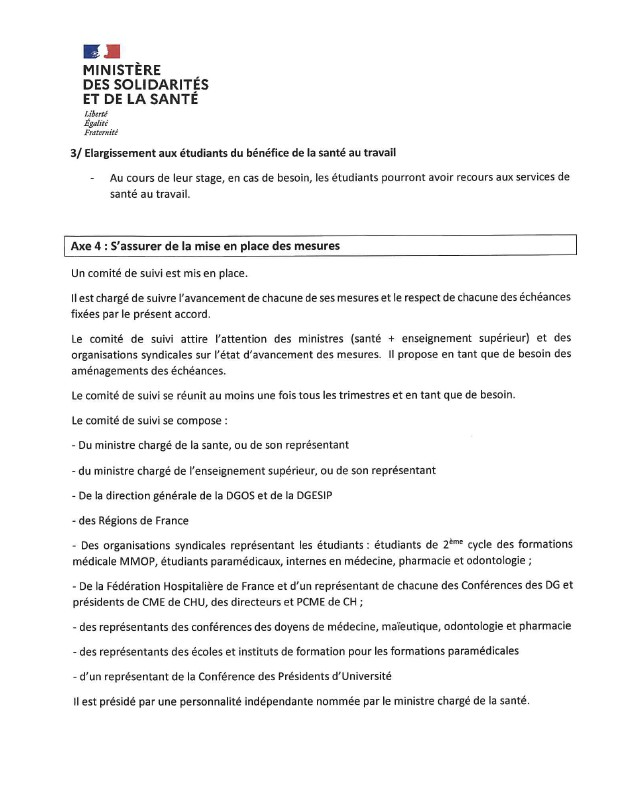 MINISTÈRE
DES SOLIDARITÉS
ET DE LA SANTÉ
Liberté
Égalité
Fraternité
3/ Elargissement aux étudiants du bénéfice de la santé au travail
- Au cours de leur stage, en cas de besoin, les étudiants pourront avoir recours aux services de
santé au travail.
Axe 4 : S'assurer de la mise en place des mesures
Un comité de suivi est mis en place.
Il est chargé de suivre l'avancement de chacune de ses mesures et le respect de chacune des échéances
fixées par le présent accord.
Le comité de suivi attire l'attention des ministres (santé + enseignement supérieur) et des
organisations syndicales sur l'état d'avancement des mesures. Il propose en tant que de besoin des
aménagements des échéances.
Le comité de suivi se réunit au moins une fois tous les trimestres et en tant que de besoin.
Le comité de suivi se compose :
- Du ministre chargé de la sante, ou de son représentant
- du ministre chargé de l'enseignement supérieur, ou de son représentant
- De la direction générale de la DGOS et de la DGESIP
- des Régions de France
- Des organisations syndicales représentant les étudiants : étudiants de 2ème cycle des formations
médicale MMOP, étudiants paramédicaux, internes en médecine, pharmacie et odontologie ;
- De la Fédération Hospitalière de France et d'un représentant de chacune des Conférences des DG et
présidents de CME de CHU, des directeurs et PCME de CH ;
- des représentants des conférences des doyens de médecine, maïeutique, odontologie et pharmacie
- des représentants des écoles et instituts de formation pour les formations paramédicales
- d'un représentant de la Conférence des Présidents d'Université
Il est présidé par une personnalité indépendante nommée par le ministre chargé de la santé.